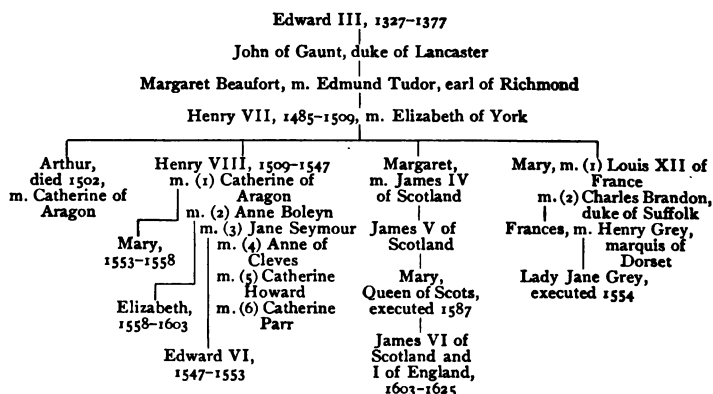 Edward III, 1327-1377
John of Gaunt, duke of Lancaster
Margaret Beaufort, m. Edmund Tudor, earl of Richmond
Henry VII, 1485-1509, m. Elizabeth of York
Arthur,
died 1502,
m. Catherine of
Aragon
Henry VIII, 1509-1547
m. (1) Catherine of
Aragon
m. (2) Anne Boleyn
m. (3) Jane Seymour
m. (4) Anne of
Cleves
m. (5) Catherine
Howard
m. (6) Catherine
Parr
Mary,
1553-1558
Elizabeth,
1558-1603
Edward VI,
1547-1553
Margaret,
m. James IV
of Scotland
James V of
Scotland
Mary,
Queen of Scots,
executed 1587
James VI of
Scotland and
I of England,
1603-1625
Mary, m. (1) Louis XII of
France
m. (2) Charles Brandon,
duke of Suffolk
Frances, m. Henry Grey,
marquis of
Dorset
Lady Jane Grey,
executed 1554